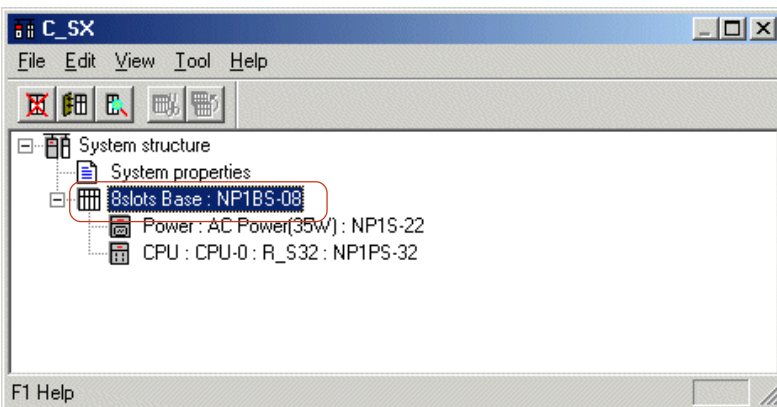 C_SX
File Edit View Tool Help
System structure
System properties
8slots Base : NP1BS-08
Power : AC Power(35W) : NP1S-22
CPU : CPU-0 : R_S32 : NP1PS-32
F1 Help